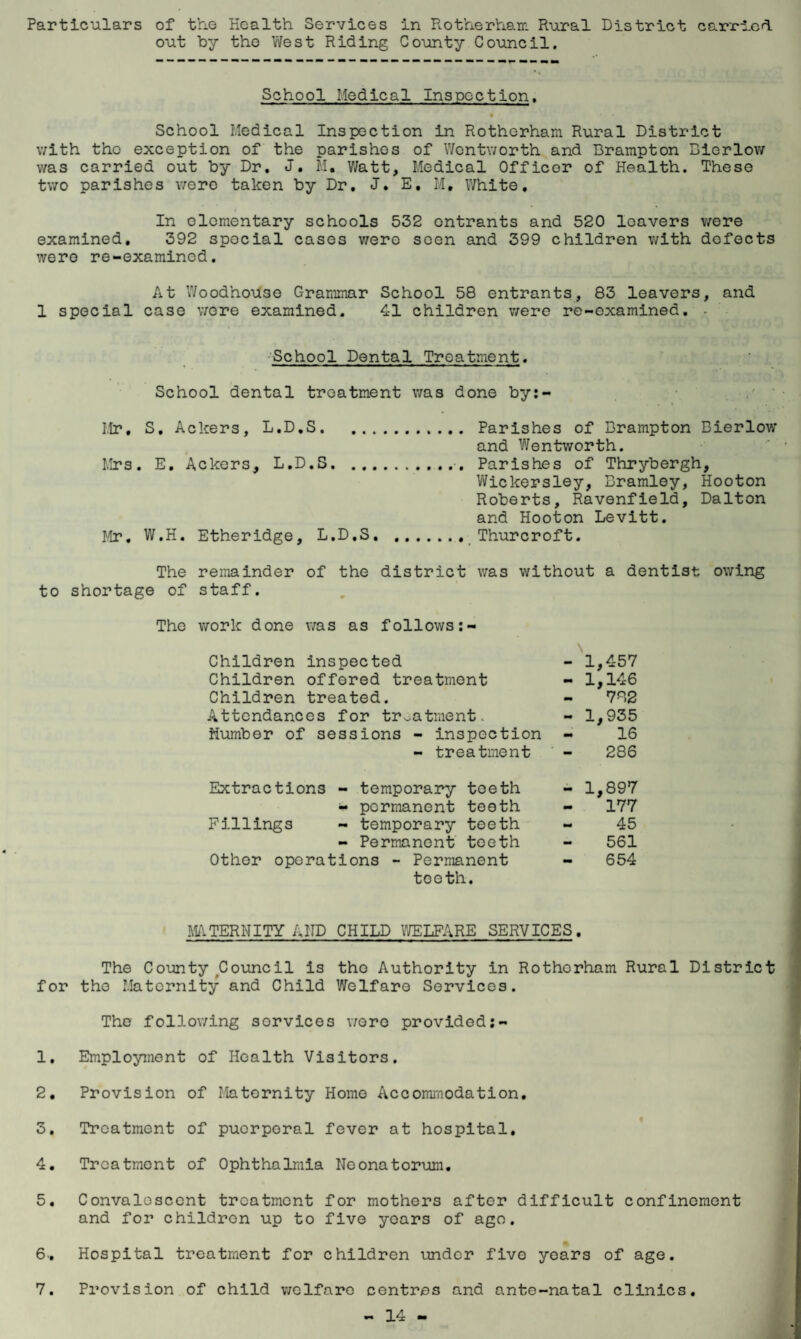 Particulars of the Health Services in Rotherham Rural District carried
out by the West Riding County Council.
School Medical Inspection.
School Medical Inspection in Rotherham Rural District
with the exception of the parishes of Wentworth and Brampton Bierlow
was carried out by Dr. J. M. Watt, Medical Officer of Health. These
two parishes were taken by Dr. J. E. M. White.
In elementary schools 532 entrants and 520 leavers were
examined. 392 special cases were seen and 399 children with defects
were re-examined.
At Woodhouse Grammar School 58 entrants, 83 leavers, and
1 special case were examined. 41 children were re-examined.
School Dental Treatment.
School dental treatment was done by:-
Mr. S. Ackers, L.D.S. ........... Parishes of Brampton Bierlow
and Wentworth.
Mrs. E. Ackers, L.D.S. ........... Parishes of Thrybergh,
Wickersley, Bramley, Hooton
Roberts, Ravenfield, Dalton
and Hooton Levitt.
Mr. W.H. Etheridge, L.D.S. ....... Thurcroft.
The remainder of the district was without a dentist owing
to shortage of staff.
The work done was as follows:-
Children inspected - 1,457
Children offered treatment - 1,146
Children treated. - 782
Attendances for treatment. - 1,935
Number of sessions - inspection - 16
- treatment - 286
Extractions - temporary teeth - 1,897
- permanent teeth - 177
Fillings - temporary teeth - 45
- Permanent teeth - 561
Other operations - Permanent - 654
teeth.
MATERNITY AND CHILD WELFARE SERVICES.
The County Council is the Authority in Rotherham Rural District
for the Maternity and Child Welfare Services.
The following services were provided:-
1. Employment of Health Visitors.
2. Provision of Maternity Home Accommodation.
3. Treatment of puerperal fever at hospital.
4. Treatment of Ophthalmia Neonatorum.
5. Convalescent treatment for mothers after difficult confinement
and for children up to five years of age.
6. Hospital treatment for children under five years of age.
7. Provision of child welfare centres and ante-natal clinics.
- 14 -